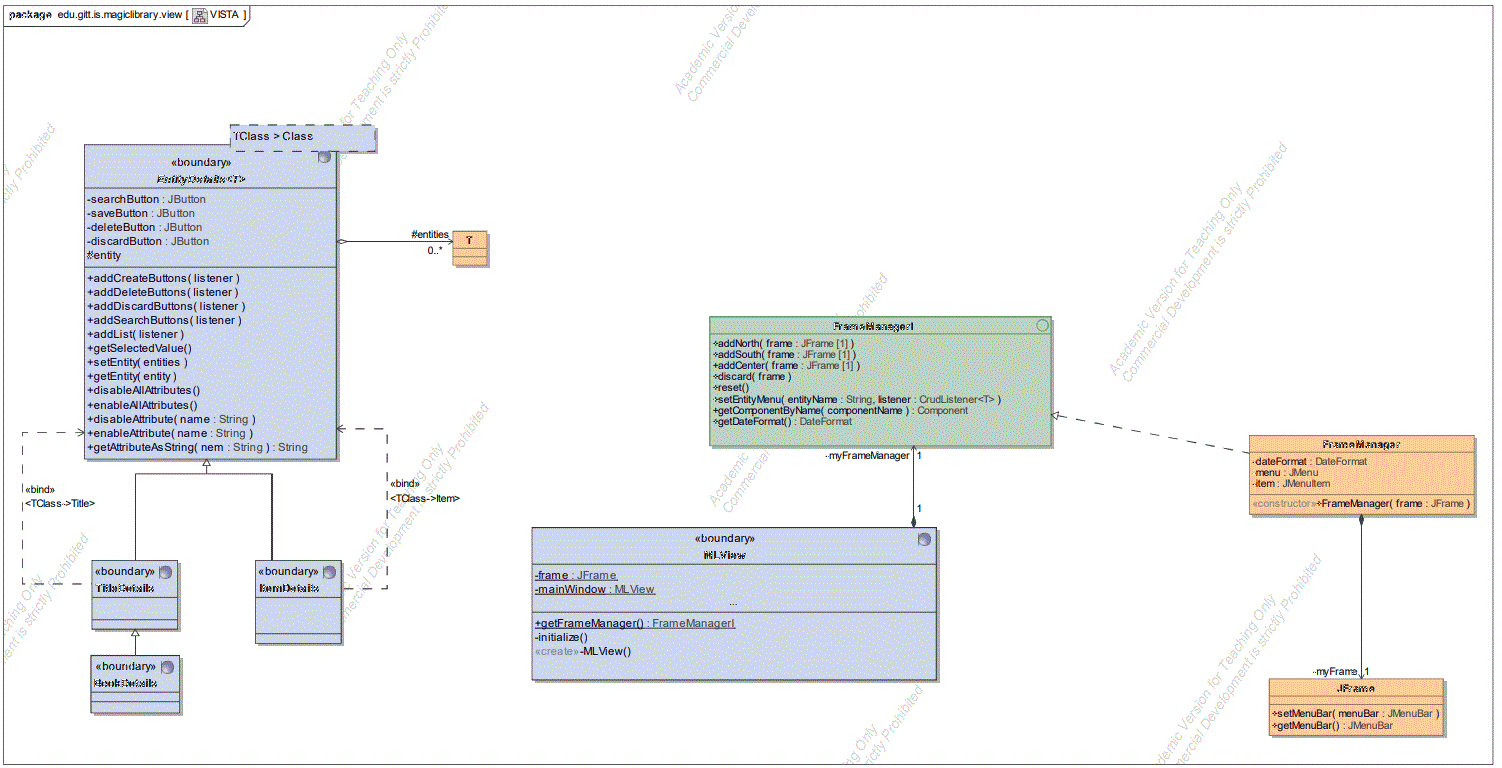 package edu.gitt.is.magiclibrary.view [ VISTA ]
TClass > Class
«boundary»
EntityDetails<T>
-searchButton : JButton
-saveButton : JButton
-deleteButton : JButton
-discardButton : JButton
#entity
+addCreateButtons( listener )
+addDeleteButtons( listener )
+addDiscardButtons( listener )
+addSearchButtons( listener )
+addList( listener )
+getSelectedValue()
+setEntity( entities )
+getEntity( entity )
+disableAllAttributes()
+enableAllAttributes()
+disableAttribute( name : String )
+enableAttribute( name : String )
+getAttributeAsString( nem : String ) : String
#entities
0..*
T
«bind»
<TClass->Title>
«bind»
<TClass->Item>
«boundary»
TitleDetails
«boundary»
ItemDetails
«boundary»
BookDetails
FrameManagerI
+addNorth( frame : JFrame [1] )
+addSouth( frame : JFrame [1] )
+addCenter( frame : JFrame [1] )
+discard( frame )
+reset()
+setEntityMenu( entityName : String, listener : CrudListener<T> )
+getComponentByName( componentName ) : Component
+getDateFormat() : DateFormat
-myFrameManager
1
1
«boundary»
MLView
-frame : JFrame
-mainWindow : MLView
...
+getFrameManager() : FrameManagerI
-initialize()
«create»-MLView()
FrameManager
-dateFormat : DateFormat
-menu : JMenu
-item : JMenuItem
«constructor»+FrameManager( frame : JFrame )
-myFrame
1
JFrame
+setMenuBar( menuBar : JMenuBar )
+getMenuBar() : JMenuBar
Academic Version for Teaching Only
Commercial Development is strictly Prohibited